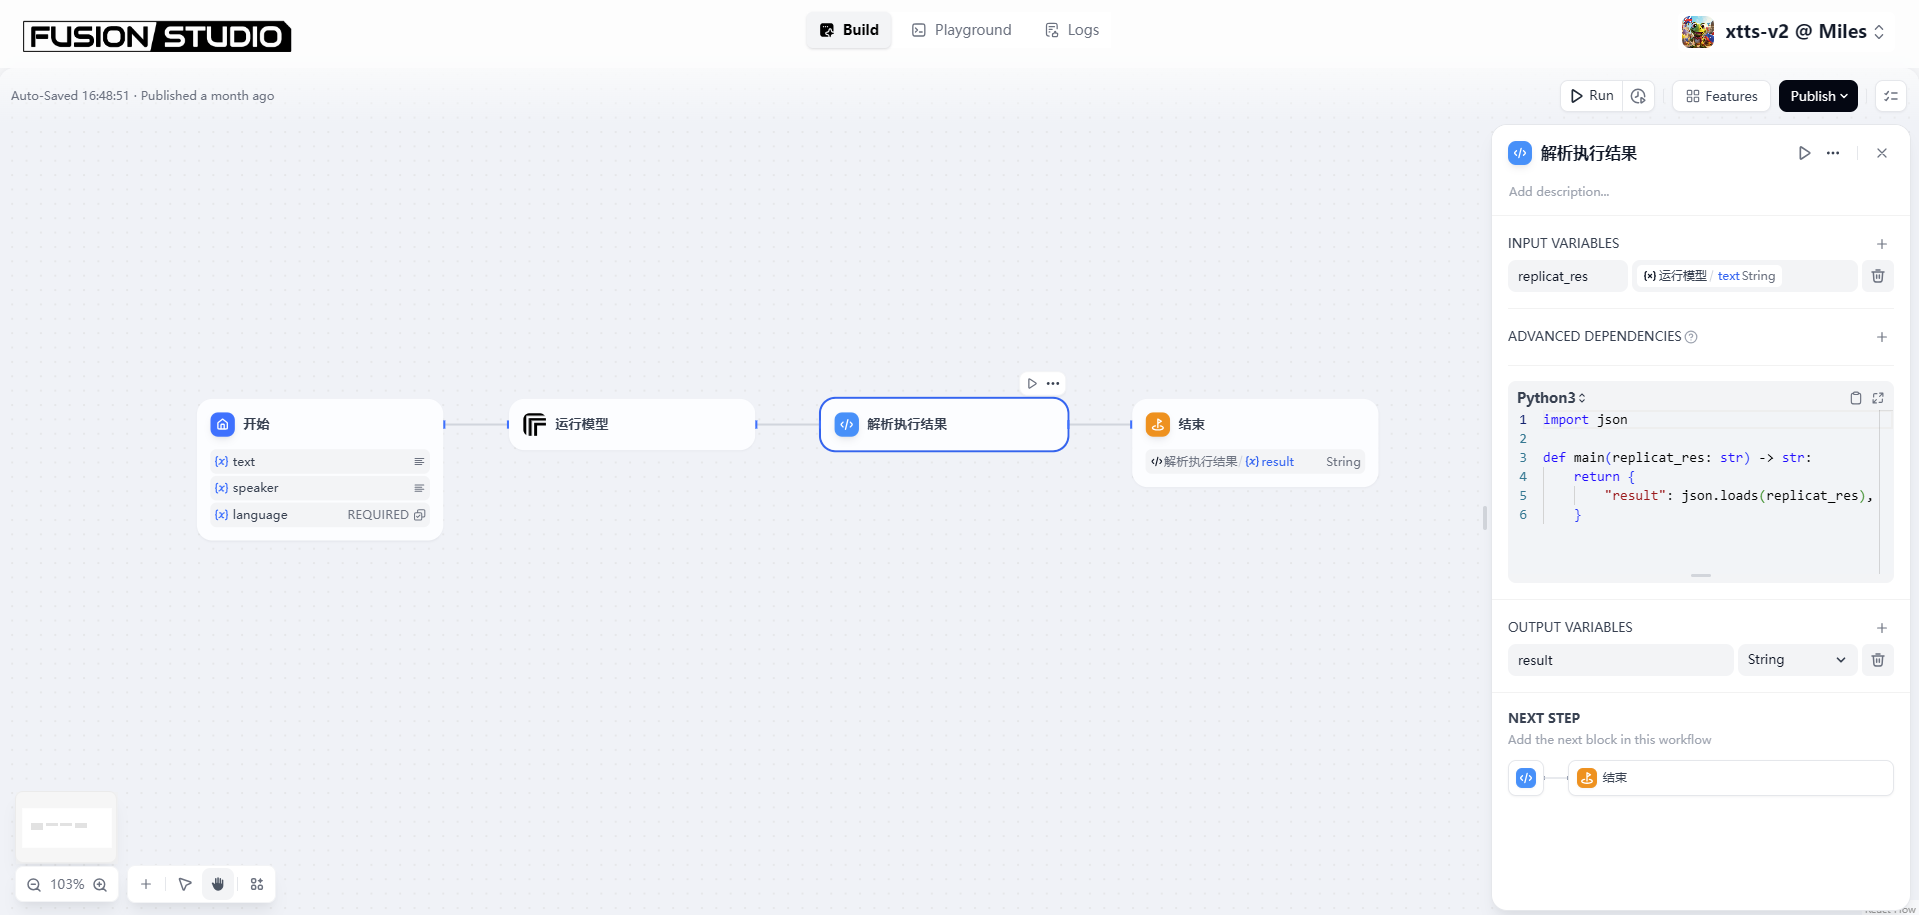 FUSION STUDIO
Build
Playground
Logs
xtts-v2 @ Miles
Auto-Saved 16:48:51 · Published a month ago
Run
Features
Publish
开始
(x) text
(x) speaker
(x) language REQUIRED
运行模型
解析执行结果
结束
解析执行结果 / (x) result String
103%
解析执行结果
Add description...
INPUT VARIABLES
replicat_res
(x) 运行模型 / text String
ADVANCED DEPENDENCIES
Python3
1 import json
2
3 def main(replicat_res: str) -> str:
4     return {
5         "result": json.loads(replicat_res),
6     }
OUTPUT VARIABLES
result
String
NEXT STEP
Add the next block in this workflow
结束
React Flow